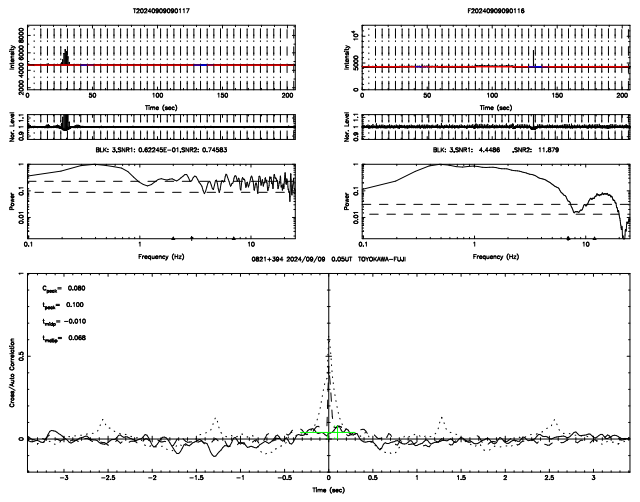 T20240909090117
F20240909090116
Intensity
2000 4000 6000 8000
0
50
100
150
200
Time (sec)
Intensity
0
5000
10⁴
0
50
100
150
200
Time (sec)
Nor. Level
0.9 1 1.1
Nor. Level
0.9 1 1.1
BLK: 3,SNR1: 0.62245E-01,SNR2: 0.74583
BLK: 3,SNR1: 4.4486 ,SNR2: 11.879
Power
1
0.1
0.01
0.1
1
10
Frequency (Hz)
Power
1
0.1
0.01
0.1
1
10
Frequency (Hz)
0821+394 2024/09/09 0.05UT TOYOKAWA-FUJI
Cross/Auto Correlation
1
0.5
0
C_peak= 0.080
t_peak= 0.100
t_middp= -0.010
-3
-2.5
-2
-1.5
-1
-0.5
0
0.5
1
1.5
2
2.5
3
Time (sec)